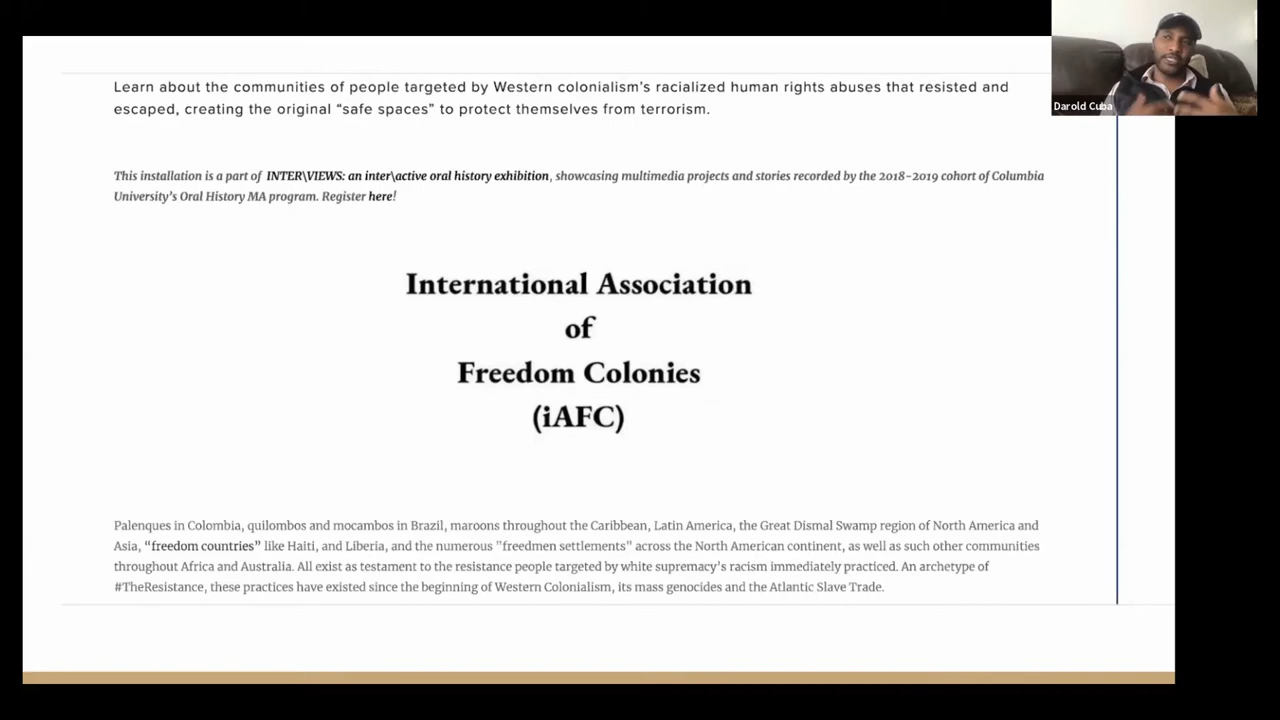 Learn about the communities of people targeted by Western colonialism's racialized human rights abuses that resisted and
escaped, creating the original “safe spaces” to protect themselves from terrorism.
Darold Cuba
This installation is a part of INTER\VIEWS: an inter\active oral history exhibition, showcasing multimedia projects and stories recorded by the 2018-2019 cohort of Columbia
University's Oral History MA program. Register here!
International Association
of
Freedom Colonies
(iAFC)
Palenques in Colombia, quilombos and mocambos in Brazil, maroons throughout the Caribbean, Latin America, the Great Dismal Swamp region of North America and
Asia, “freedom countries” like Haiti, and Liberia, and the numerous ”freedmen settlements” across the North American continent, as well as such other communities
throughout Africa and Australia. All exist as testament to the resistance people targeted by white supremacy's racism immediately practiced. An archetype of
#TheResistance, these practices have existed since the beginning of Western Colonialism, its mass genocides and the Atlantic Slave Trade.